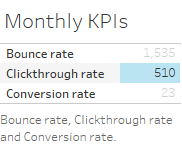 Monthly KPIs
Bounce rate 1,535
Clickthrough rate 510
Conversion rate 23
Bounce rate, Clickthrough rate
and Conversion rate.